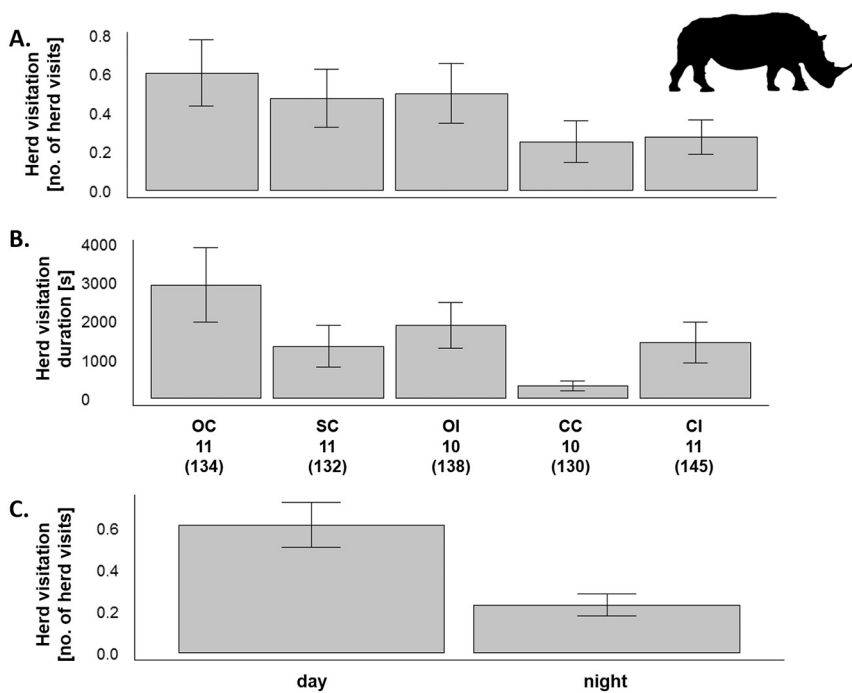 A.
Herd visitation
[no. of herd visits]
0.8
0.6
0.4
0.2
0.0
B.
Herd visitation
duration [s]
4000
3000
2000
1000
0
OC SC OI CC CI
11 11 10 10 11
(134) (132) (138) (130) (145)
C.
Herd visitation
[no. of herd visits]
0.6
0.4
0.2
0.0
day night